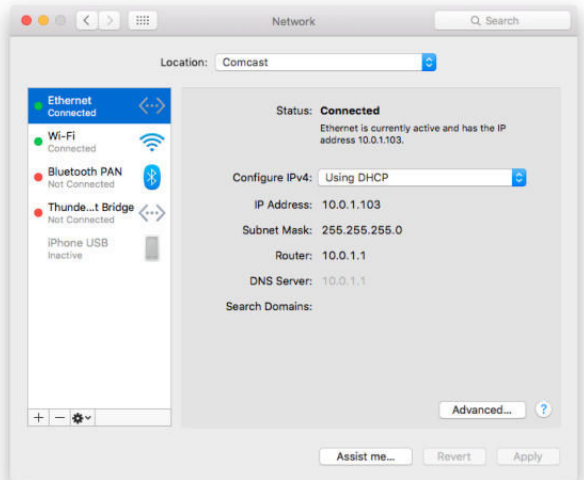 Network
Search
Location: Comcast
Ethernet
Connected
Wi-Fi
Connected
Bluetooth PAN
Not Connected
Thunde...t Bridge
Not Connected
iPhone USB
Inactive
Status: Connected
Ethernet is currently active and has the IP
address 10.0.1.103.
Configure IPv4: Using DHCP
IP Address: 10.0.1.103
Subnet Mask: 255.255.255.0
Router: 10.0.1.1
DNS Server: 10.0.1.1
Search Domains:
Advanced... ?
Assist me... Revert Apply